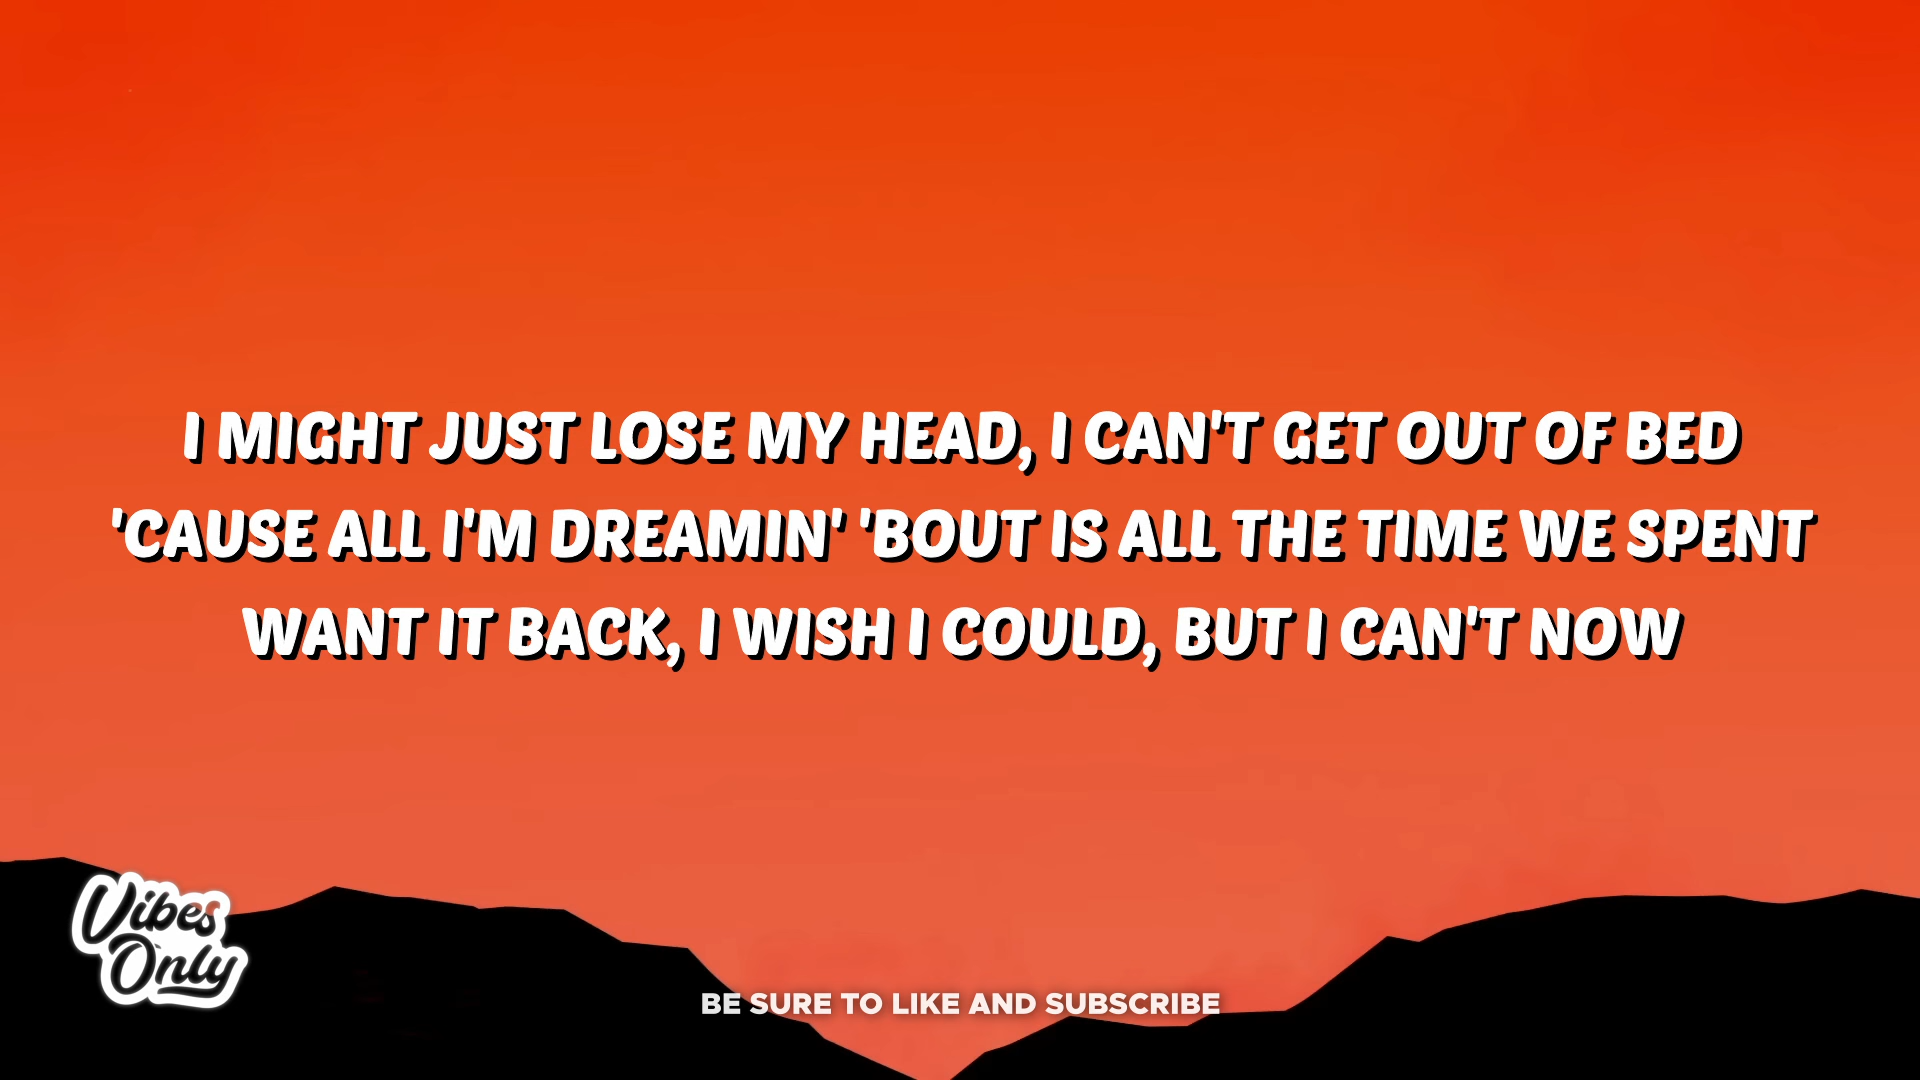 I MIGHT JUST LOSE MY HEAD, I CAN'T GET OUT OF BED
'CAUSE ALL I'M DREAMIN' 'BOUT IS ALL THE TIME WE SPENT
WANT IT BACK, I WISH I COULD, BUT I CAN'T NOW
Vibes
Only
BE SURE TO LIKE AND SUBSCRIBE